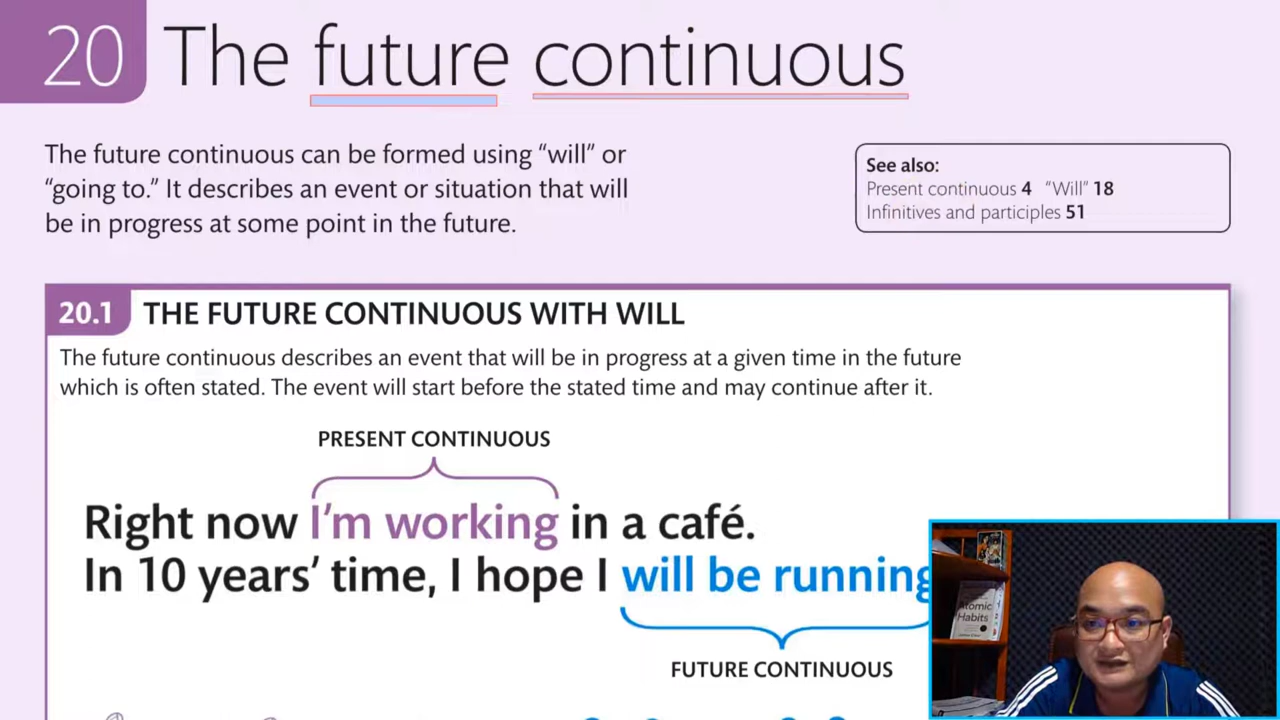 20 The future continuous
The future continuous can be formed using “will” or
“going to.” It describes an event or situation that will
be in progress at some point in the future.
See also:
Present continuous 4 “Will” 18
Infinitives and participles 51
20.1 THE FUTURE CONTINUOUS WITH WILL
The future continuous describes an event that will be in progress at a given time in the future
which is often stated. The event will start before the stated time and may continue after it.
PRESENT CONTINUOUS
Right now I’m working in a café.
In 10 years’ time, I hope I will be running
FUTURE CONTINUOUS
Atomic
Habits